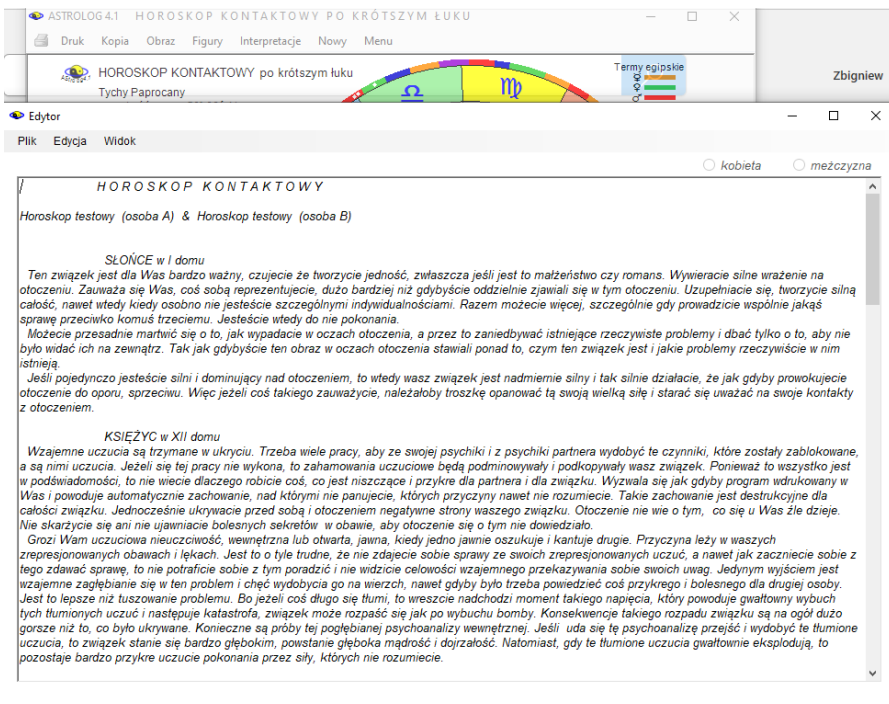 ASTROLOG 4.1 HOROSKOP KONTAKTOWY PO KRÓTSZYM ŁUKU
Druk Kopia Obraz Figury Interpretacje Nowy Menu
HOROSKOP KONTAKTOWY po krótszym łuku
Termy egipskie
Tychy Paprocany
Zbigniew
Edytor
Plik Edycja Widok
kobieta meżczyzna
HOROSKOP KONTAKTOWY
Horoskop testowy (osoba A) & Horoskop testowy (osoba B)
SŁOŃCE w I domu
Ten związek jest dla Was bardzo ważny, czujecie że tworzycie jedność, zwłaszcza jeśli jest to małżeństwo czy romans. Wywieracie silne wrażenie na
otoczeniu. Zauważa się Was, coś sobą reprezentujecie, dużo bardziej niż gdybyście oddzielnie zjawiali się w tym otoczeniu. Uzupełniacie się, tworzycie silną
całość, nawet wtedy kiedy osobno nie jesteście szczególnymi indywidualnościami. Razem możecie więcej, szczególnie gdy prowadzicie wspólnie jakąś
sprawę przeciwko komuś trzeciemu. Jesteście wtedy do nie pokonania.
Możecie przesadnie martwić się o to, jak wypadacie w oczach otoczenia, a przez to zaniedbywać istniejące rzeczywiste problemy i dbać tylko o to, aby nie
było widać ich na zewnątrz. Tak jak gdybyście ten obraz w oczach otoczenia stawiali ponad to, czym ten związek jest i jakie problemy rzeczywiście w nim
istnieją.
Jeśli pojedynczo jesteście silni i dominujący nad otoczeniem, to wtedy wasz związek jest nadmiernie silny i tak silnie działacie, że jak gdyby prowokujecie
otoczenie do oporu, sprzeciwu. Więc jeżeli coś takiego zauważycie, należałoby troszkę opanować tą swoją wielką siłę i starać się uważać na swoje kontakty
z otoczeniem.
KSIĘŻYC w XII domu
Wzajemne uczucia są trzymane w ukryciu. Trzeba wiele pracy, aby ze swojej psychiki i z psychiki partnera wydobyć te czynniki, które zostały zablokowane,
a są nimi uczucia. Jeżeli się tej pracy nie wykona, to zahamowania uczuciowe będą podminowywały i podkopywały wasz związek. Ponieważ to wszystko jest
w podświadomości, to nie wiecie dlaczego robicie coś, co jest niszczące i przykre dla partnera i dla związku. Wyzwala się jak gdyby program wdrukowany w
Was i powoduje automatycznie zachowanie, nad którymi nie panujecie, których przyczyny nawet nie rozumiecie. Takie zachowanie jest destrukcyjne dla
całości związku. Jednocześnie ukrywacie przed sobą i otoczeniem negatywne strony waszego związku. Otoczenie nie wie o tym, co się u Was źle dzieje.
Nie skarżycie się ani nie ujawniacie bolesnych sekretów w obawie, aby otoczenie się o tym nie dowiedziało.
Grozi Wam uczuciowa nieuczciwość, wewnętrzna lub otwarta, jawna, kiedy jedno jawnie oszukuje i kantuje drugie. Przyczyna leży w waszych
zrepresjonowanych obawach i lękach. Jest to o tyle trudne, że nie zdajecie sobie sprawy ze swoich zrepresjonowanych uczuć, a nawet jak zaczniecie sobie z
tego zdawać sprawę, to nie potraficie sobie z tym poradzić i nie widzicie celowości wzajemnego przekazywania sobie swoich uwag. Jedynym wyjściem jest
wzajemne zagłębianie się w ten problem i chęć wydobycia go na wierzch, nawet gdyby było trzeba powiedzieć coś przykrego i bolesnego dla drugiej osoby.
Jest to lepsze niż tuszowanie problemu. Bo jeżeli coś długo się tłumi, to wreszcie nadchodzi moment takiego napięcia, który powoduje gwałtowny wybuch
tych tłumionych uczuć i następuje katastrofa, związek może rozpaść się jak po wybuchu bomby. Konsekwencje takiego rozpadu związku są na ogół dużo
gorsze niż to, co było ukrywane. Konieczne są próby tej pogłębianej psychoanalizy wewnętrznej. Jeśli uda się tę psychoanalizę przejść i wydobyć te tłumione
uczucia, to związek stanie się bardzo głębokim, powstanie głęboka mądrość i dojrzałość. Natomiast, gdy te tłumione uczucia gwałtownie eksplodują, to
pozostaje bardzo przykre uczucie pokonania przez siły, których nie rozumiecie.